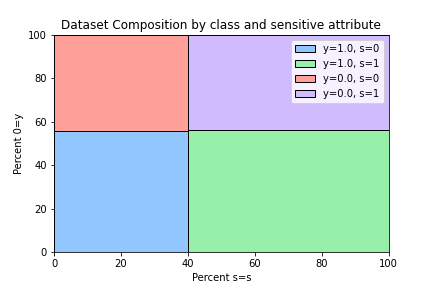 Dataset Composition by class and sensitive attribute
100
80
60
40
20
0
Percent 0=y
y=1.0, s=0
y=1.0, s=1
y=0.0, s=0
y=0.0, s=1
0 20 40 60 80 100
Percent s=s